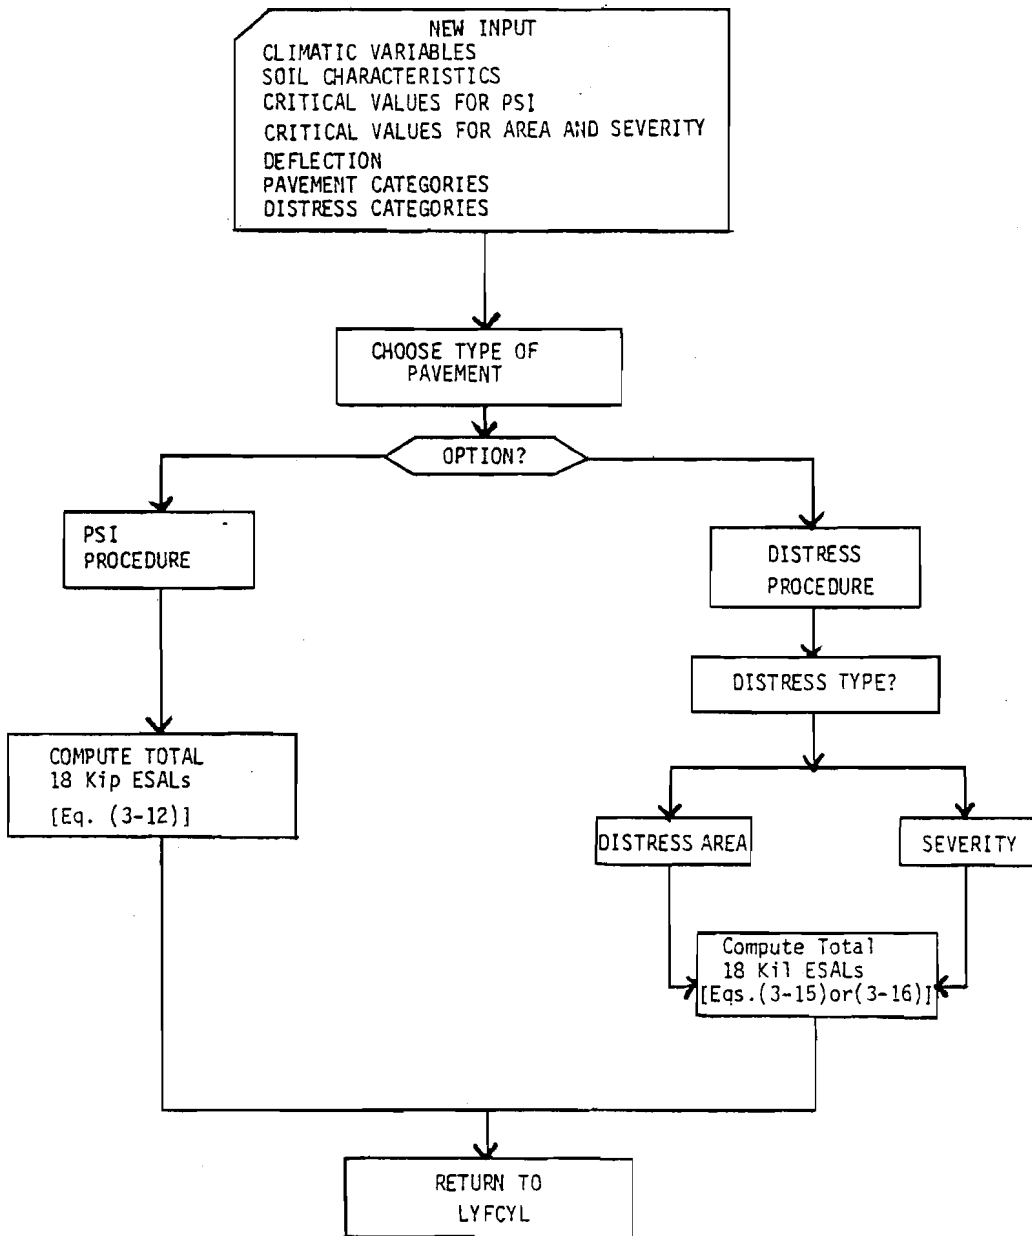 NEW INPUT
CLIMATIC VARIABLES
SOIL CHARACTERISTICS
CRITICAL VALUES FOR PSI
CRITICAL VALUES FOR AREA AND SEVERITY
DEFLECTION
PAVEMENT CATEGORIES
DISTRESS CATEGORIES
CHOOSE TYPE OF
PAVEMENT
OPTION?
PSI
PROCEDURE
DISTRESS
PROCEDURE
DISTRESS TYPE?
COMPUTE TOTAL
18 Kip ESALs
[Eq. (3-12)]
DISTRESS AREA
SEVERITY
Compute Total
18 Kil ESALs
[Eqs.(3-15)or(3-16)]
RETURN TO
LYFCYL